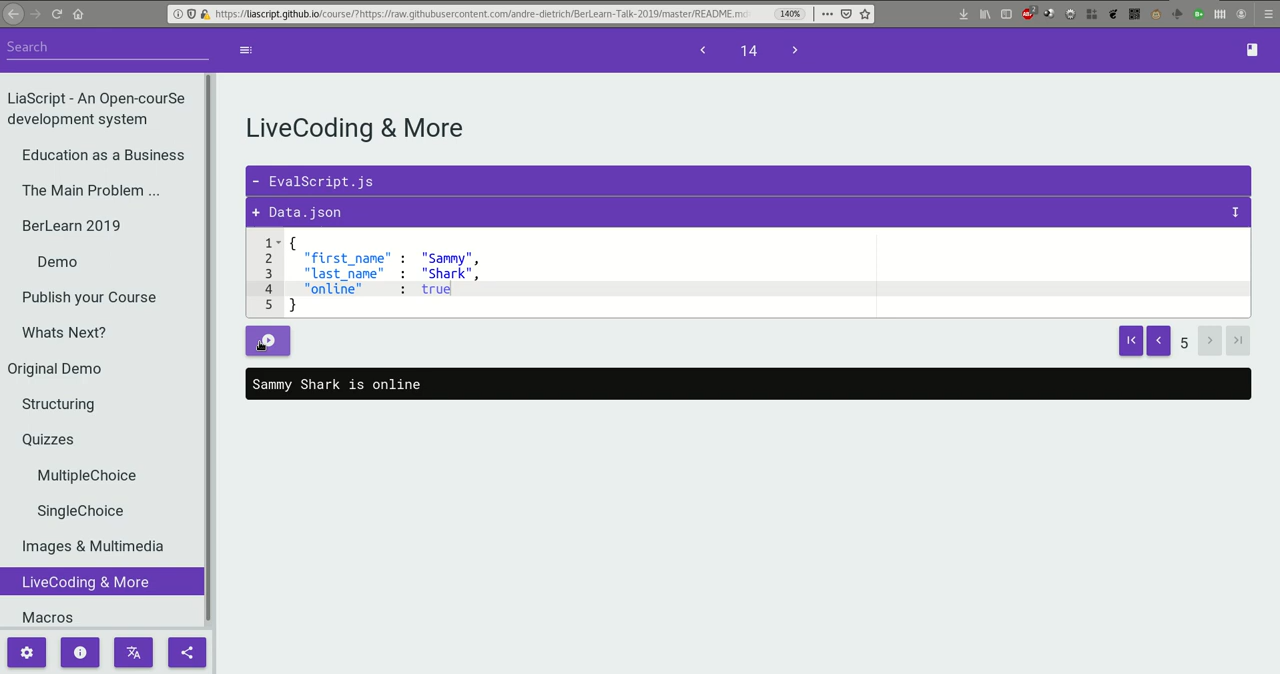 https://liascript.github.io/course/?https://raw.githubusercontent.com/andre-dietrich/BerLearn-Talk-2019/master/README.md
140%
Search
14
LiaScript - An Open-courSe
development system
Education as a Business
The Main Problem ...
BerLearn 2019
Demo
Publish your Course
Whats Next?
Original Demo
Structuring
Quizzes
MultipleChoice
SingleChoice
Images & Multimedia
LiveCoding & More
Macros
LiveCoding & More
- EvalScript.js
+ Data.json
1 {
2 "first_name" : "Sammy",
3 "last_name" : "Shark",
4 "online" : true
5 }
5
Sammy Shark is online